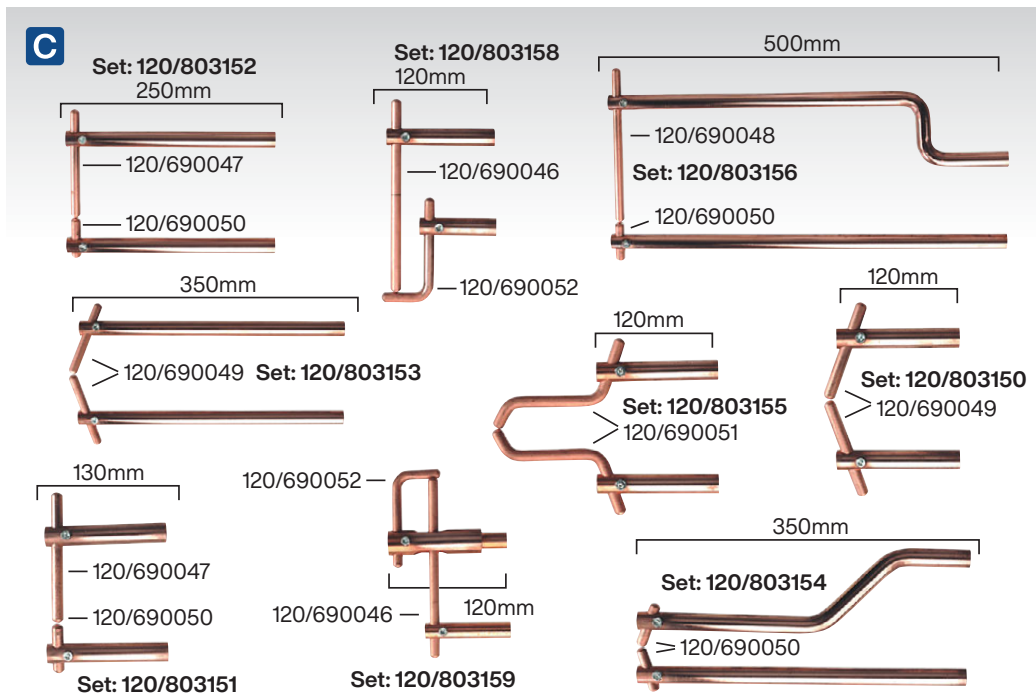 C
Set: 120/803152
250mm
120/690047
120/690050
Set: 120/803158
120mm
120/690046
120/690052
500mm
120/690048
Set: 120/803156
120/690050
350mm
120/690049 Set: 120/803153
120mm
Set: 120/803155
120/690051
120mm
Set: 120/803150
120/690049
130mm
120/690047
120/690050
Set: 120/803151
120/690052
120mm
120/690046
Set: 120/803159
350mm
Set: 120/803154
120/690050